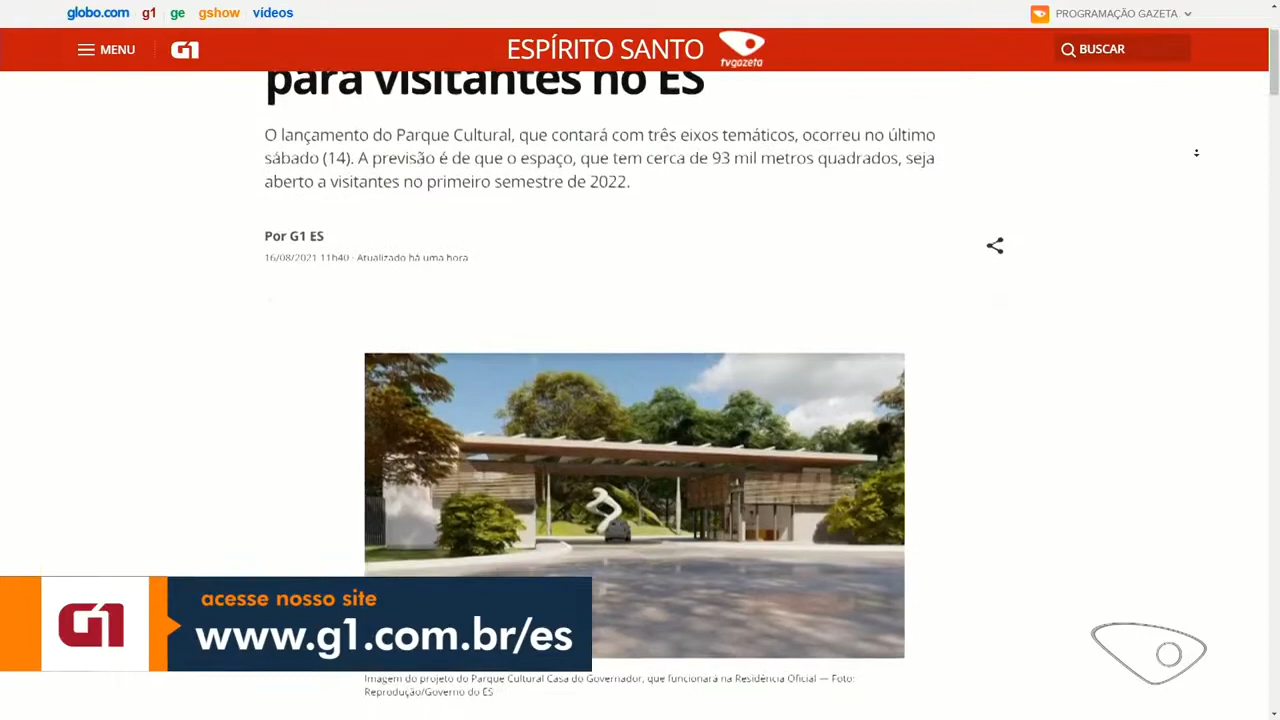 globo.com g1 ge gshow vídeos
PROGRAMAÇÃO GAZETA
MENU
G1
ESPÍRITO SANTO
tvgazeta
BUSCAR
para visitantes no ES
O lançamento do Parque Cultural, que contará com três eixos temáticos, ocorreu no último
sábado (14). A previsão é de que o espaço, que tem cerca de 93 mil metros quadrados, seja
aberto a visitantes no primeiro semestre de 2022.
Por G1 ES
16/08/2021 11h40 · Atualizado há uma hora
G1
acesse nosso site
www.g1.com.br/es
Imagem do projeto do Parque Cultural Casa do Governador, que funcionará na Residência Oficial — Foto:
Reprodução/Governo do ES